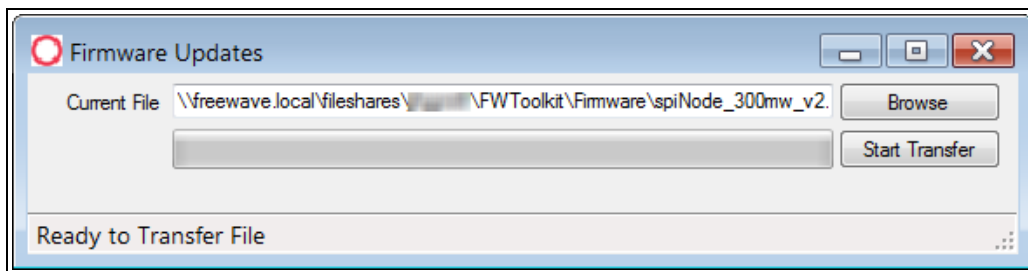 Firmware Updates
Current File \\freewave.local\fileshares\ \FWToolkit\Firmware\spiNode_300mw_v2. Browse
Start Transfer
Ready to Transfer File